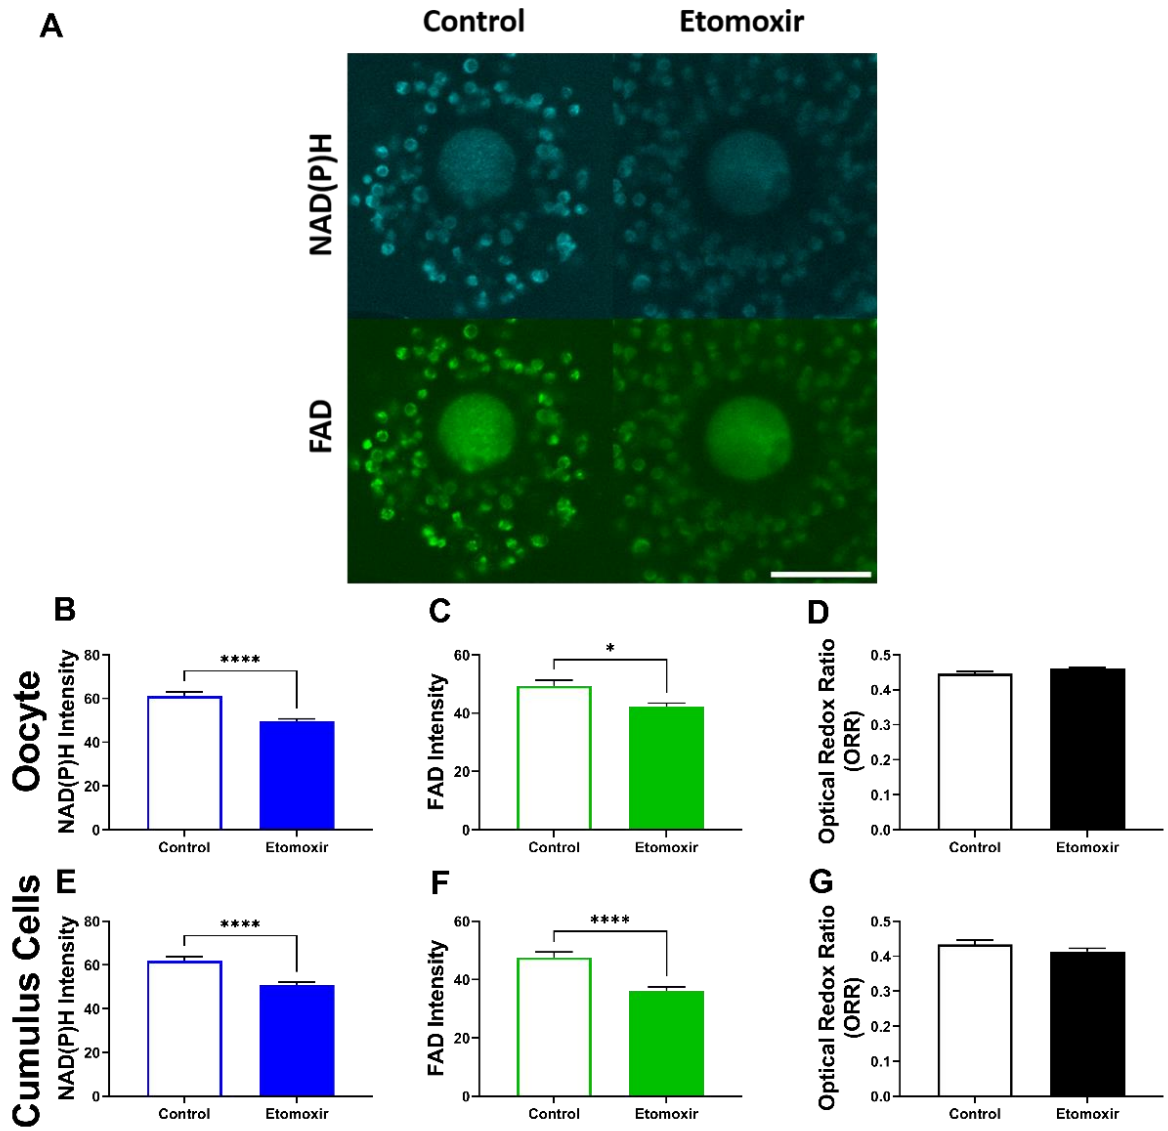 A
Control
Etomoxir
NAD(P)H
FAD
B
C
D
Oocyte
NAD(P)H Intensity
80
60
40
20
0
****
Control
Etomoxir
FAD Intensity
60
40
20
0
*
Control
Etomoxir
Optical Redox Ratio
(ORR)
0.5
0.4
0.3
0.2
0.1
0.0
Control
Etomoxir
E
F
G
Cumulus Cells
NAD(P)H Intensity
80
60
40
20
0
****
Control
Etomoxir
FAD Intensity
60
40
20
0
****
Control
Etomoxir
Optical Redox Ratio
(ORR)
0.5
0.4
0.3
0.2
0.1
0.0
Control
Etomoxir